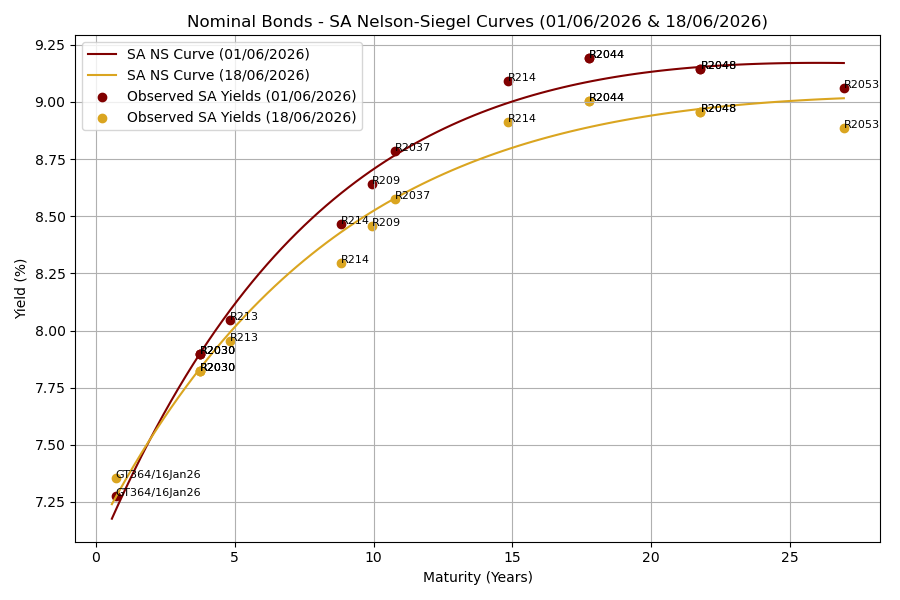 Nominal Bonds - SA Nelson-Siegel Curves (01/06/2026 & 18/06/2026)
SA NS Curve (01/06/2026)
SA NS Curve (18/06/2026)
Observed SA Yields (01/06/2026)
Observed SA Yields (18/06/2026)
9.25
9.00
8.75
8.50
8.25
8.00
7.75
7.50
7.25
Yield (%)
R2044
R2048
R214
R2053
R2044
R2048
R214
R2053
R2037
R209
R2037
R214
R209
R214
R213
R213
R2030
R2030
GT364/16Jan26
GT364/16Jan26
0
5
10
15
20
25
Maturity (Years)